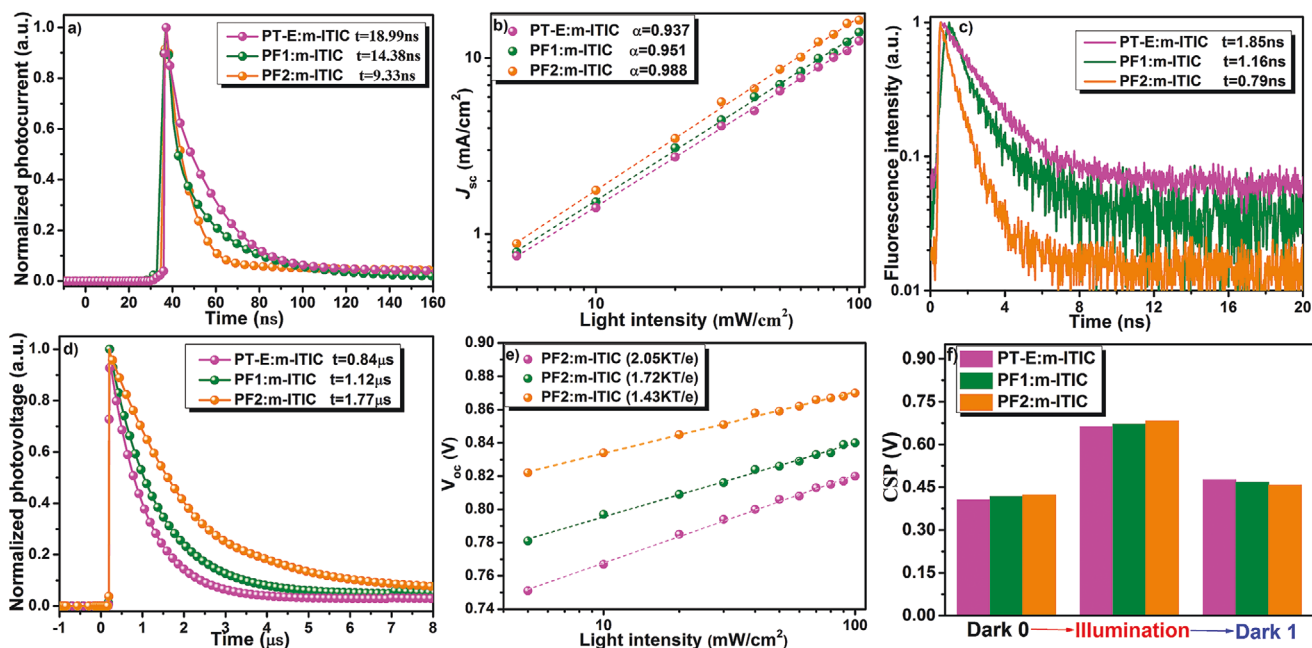 a)
PT-E:m-ITIC t=18.99ns
PF1:m-ITIC t=14.38ns
PF2:m-ITIC t=9.33ns
Normalized photocurrent (a.u.)
1.0
0.8
0.6
0.4
0.2
0.0
0 20 40 60 80 100 120 140 160
Time (ns)
b)
PT-E:m-ITIC α=0.937
PF1:m-ITIC α=0.951
PF2:m-ITIC α=0.988
Jsc (mA/cm²)
10
1
10 100
Light intensity (mW/cm²)
c)
PT-E:m-ITIC t=1.85ns
PF1:m-ITIC t=1.16ns
PF2:m-ITIC t=0.79ns
Fluorescence intensity (a.u.)
1
0.1
0.01
0 4 8 12 16 20
Time (ns)
d)
PT-E:m-ITIC t=0.84μs
PF1:m-ITIC t=1.12μs
PF2:m-ITIC t=1.77μs
Normalized photovoltage (a.u.)
1.0
0.8
0.6
0.4
0.2
0.0
-1 0 1 2 3 4 5 6 7 8
Time (μs)
e)
PF2:m-ITIC (2.05KT/e)
PF2:m-ITIC (1.72KT/e)
PF2:m-ITIC (1.43KT/e)
Voc (V)
0.90
0.88
0.86
0.84
0.82
0.80
0.78
0.76
0.74
10 100
Light intensity (mW/cm²)
f)
PT-E:m-ITIC
PF1:m-ITIC
PF2:m-ITIC
CSP (V)
0.90
0.75
0.60
0.45
0.30
0.15
0.00
Dark 0 Illumination Dark 1